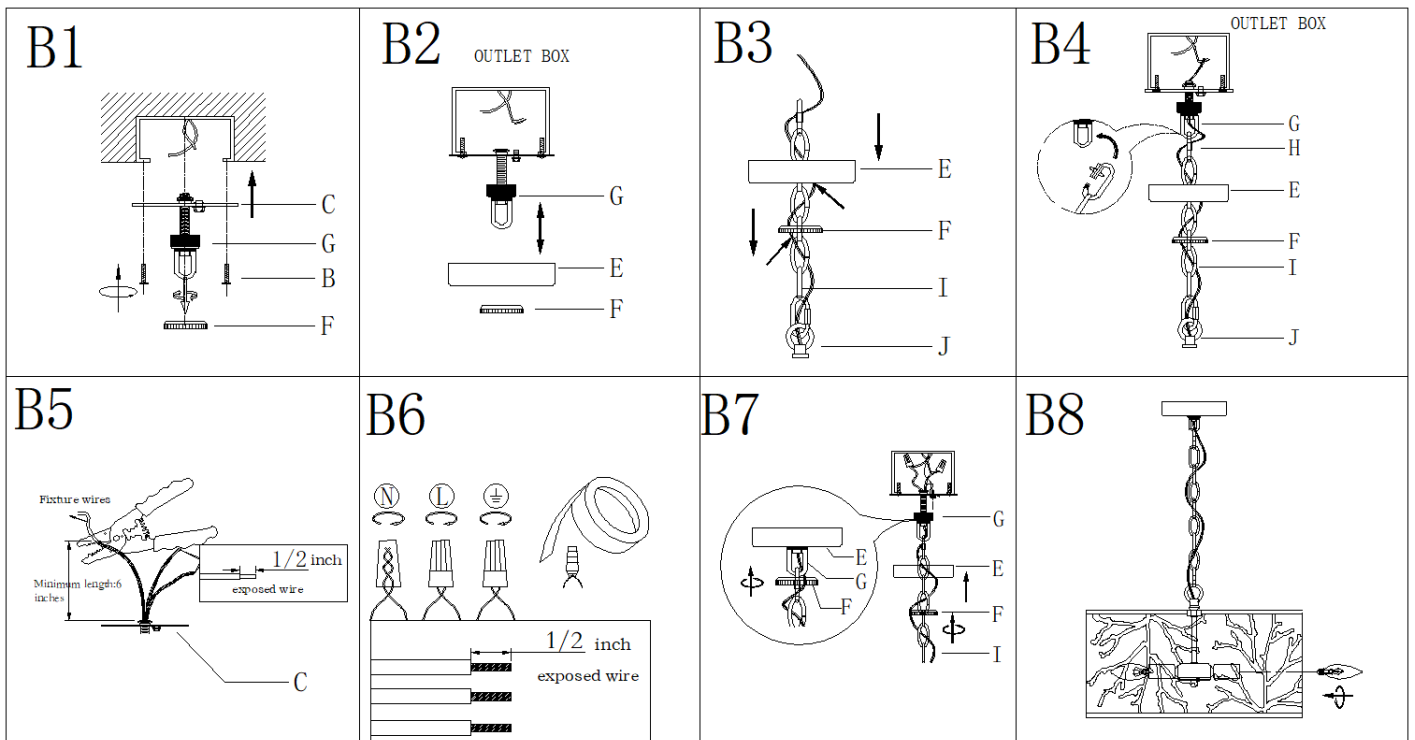 B1
C
G
B
F
B2
OUTLET BOX
G
E
F
B3
E
F
I
J
B4
OUTLET BOX
G
H
E
F
I
J
B5
Fixture wires
1/2 inch
exposed wire
Minimum length:6
inches
C
B6
N L
1/2 inch
exposed wire
B7
G
E
G
F
E
F
I
B8